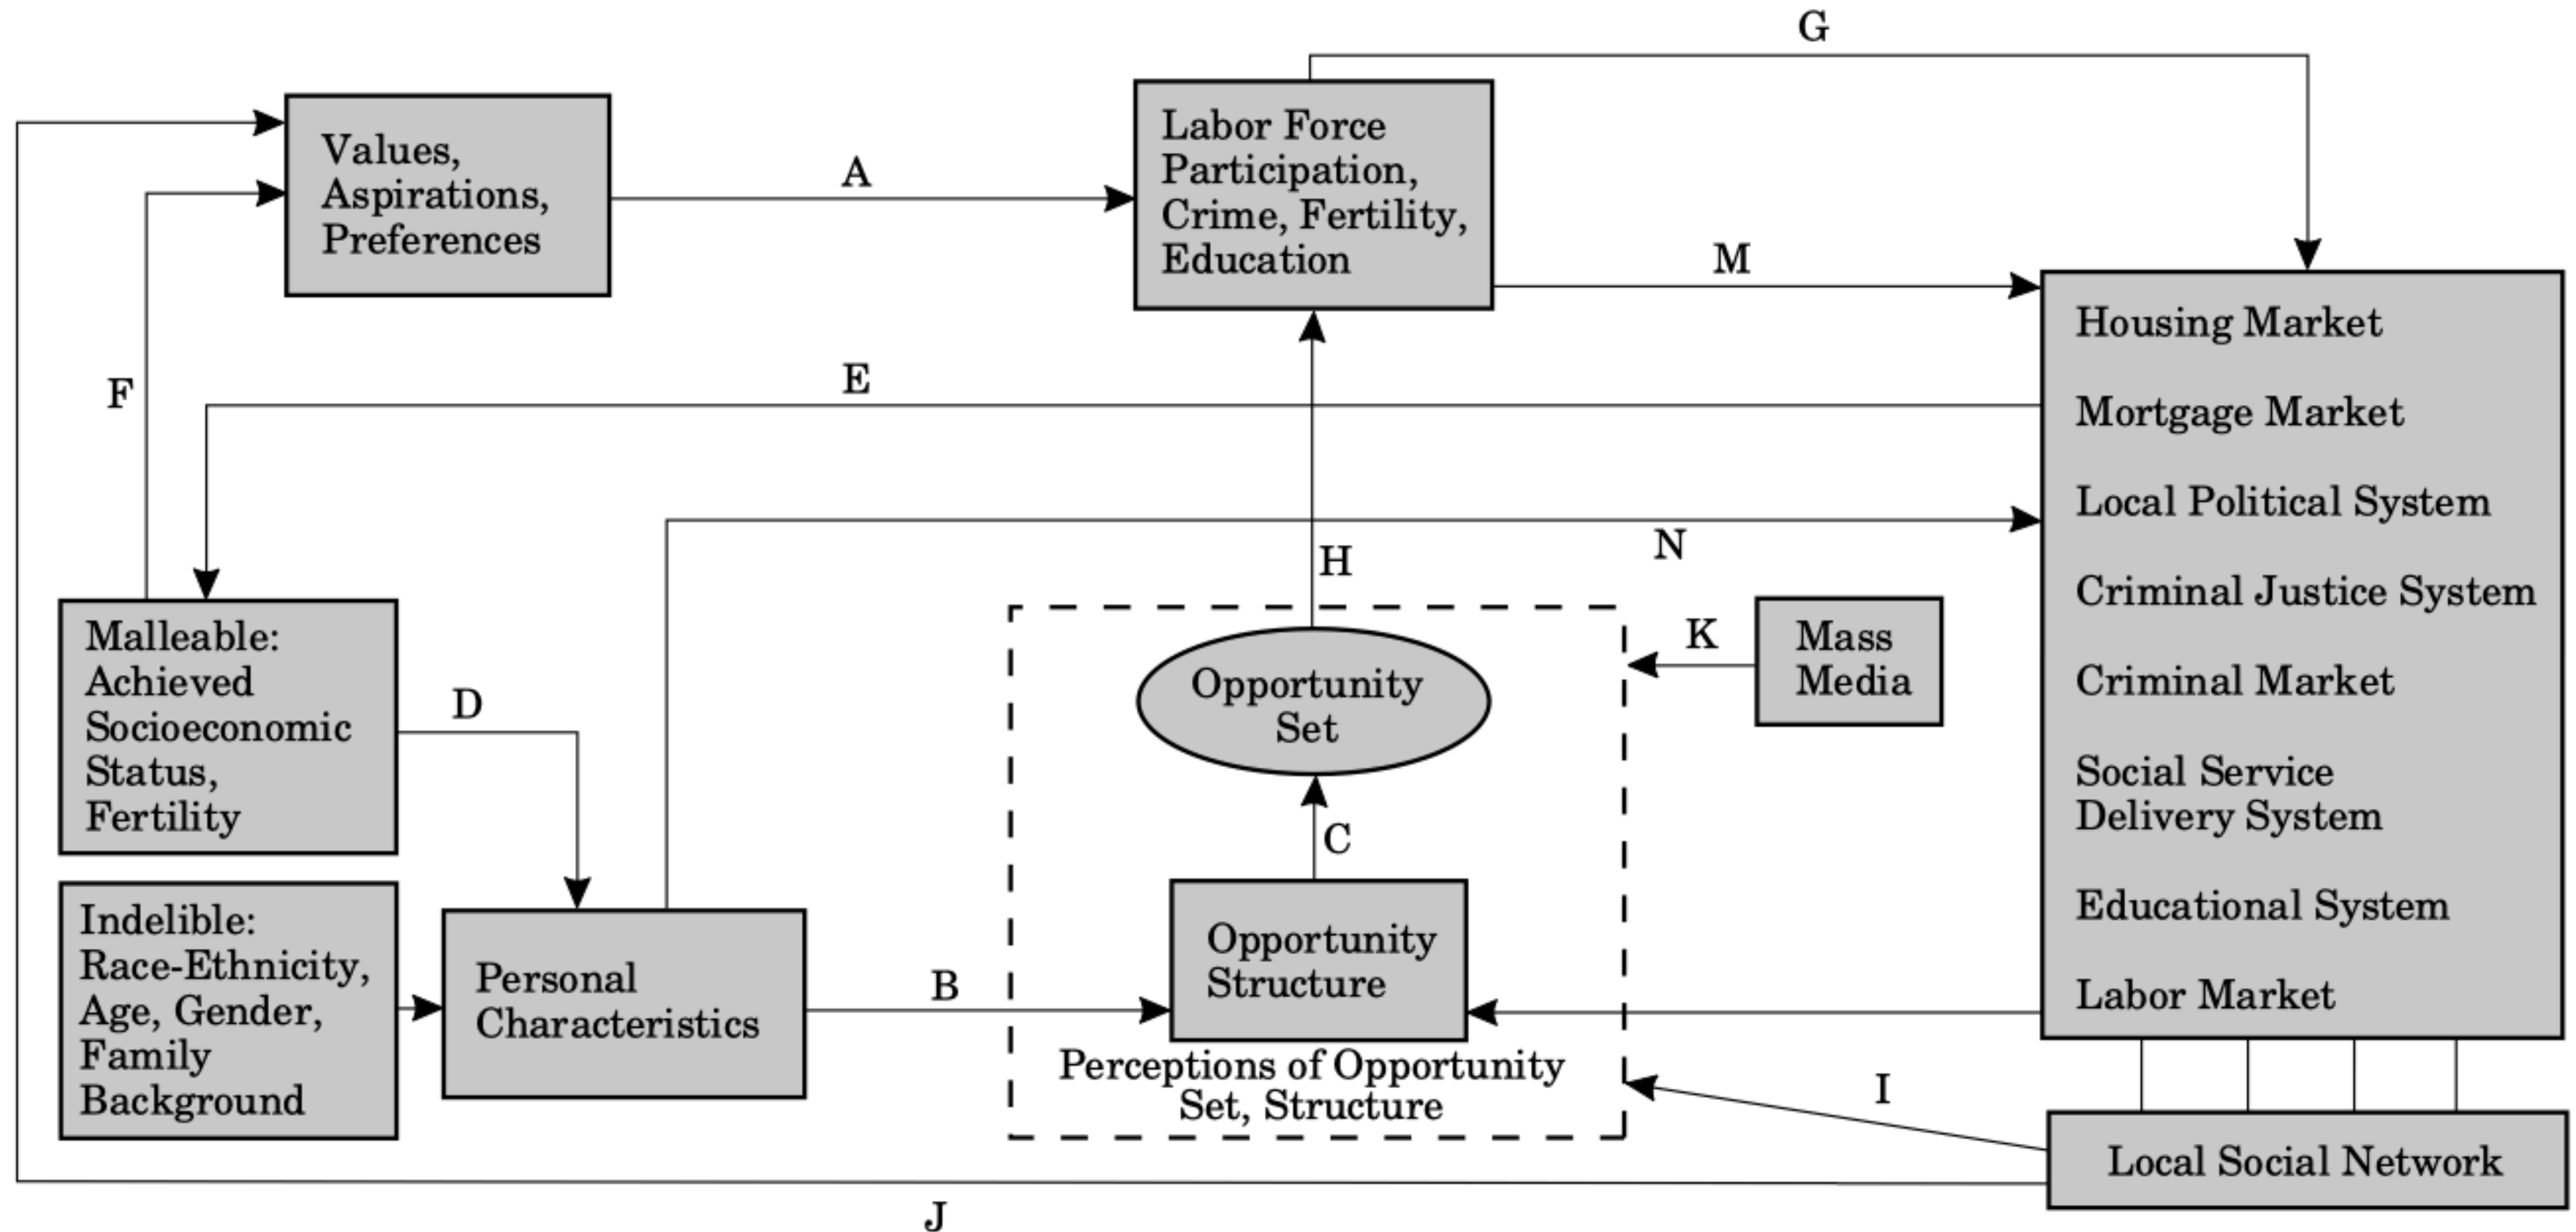 G
Values,
Aspirations,
Preferences
A
Labor Force
Participation,
Crime, Fertility,
Education
M
Housing Market
Mortgage Market
Local Political System
Criminal Justice System
Criminal Market
Social Service
Delivery System
Educational System
Labor Market
F
E
N
H
K
Mass
Media
Malleable:
Achieved
Socioeconomic
Status,
Fertility
D
Opportunity
Set
C
Indelible:
Race-Ethnicity,
Age, Gender,
Family
Background
Personal
Characteristics
B
Opportunity
Structure
Perceptions of Opportunity
Set, Structure
I
Local Social Network
J